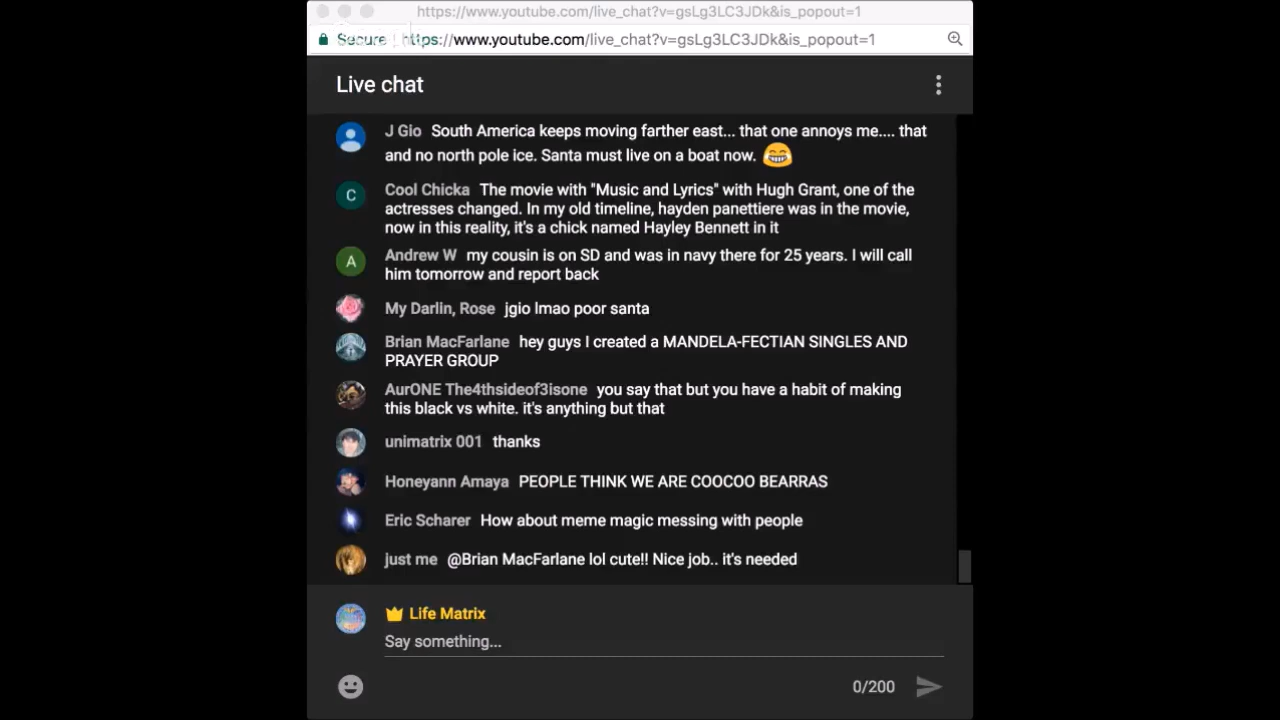 https://www.youtube.com/live_chat?v=gsLg3LC3JDk&is_popout=1
Secure https://www.youtube.com/live_chat?v=gsLg3LC3JDk&is_popout=1
Live chat
J Gio South America keeps moving farther east... that one annoys me.... that
and no north pole ice. Santa must live on a boat now. 😂
C
Cool Chicka The movie with "Music and Lyrics" with Hugh Grant, one of the
actresses changed. In my old timeline, hayden panettiere was in the movie,
now in this reality, it's a chick named Hayley Bennett in it
A
Andrew W my cousin is on SD and was in navy there for 25 years. I will call
him tomorrow and report back
My Darlin, Rose jgio lmao poor santa
Brian MacFarlane hey guys I created a MANDELA-FECTIAN SINGLES AND
PRAYER GROUP
AurONE The4thsideof3isone you say that but you have a habit of making
this black vs white. it's anything but that
unimatrix 001 thanks
Honeyann Amaya PEOPLE THINK WE ARE COOCOO BEARRAS
Eric Scharer How about meme magic messing with people
just me @Brian MacFarlane lol cute!! Nice job.. it's needed
Life Matrix
Say something...
0/200